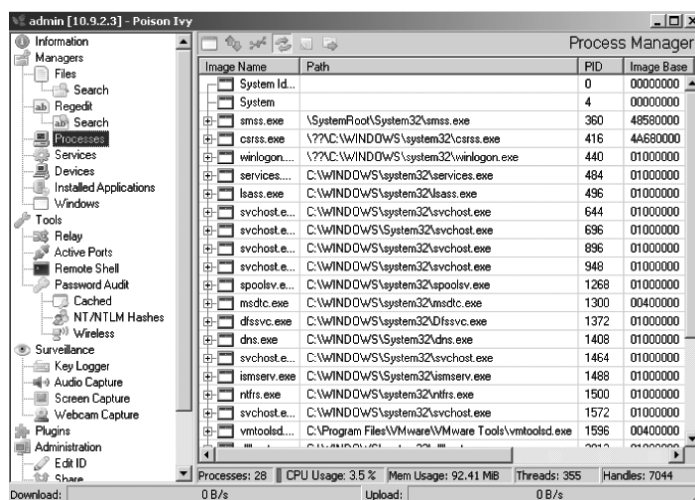 admin [10.9.2.3] - Poison Ivy
Information
Managers
Files
Search
Regedit
Search
Processes
Services
Devices
Installed Applications
Windows
Tools
Relay
Active Ports
Remote Shell
Password Audit
Cached
NT/NTLM Hashes
Wireless
Surveillance
Key Logger
Audio Capture
Screen Capture
Webcam Capture
Plugins
Administration
Edit ID
Share
Process Manager
Image Name Path PID Image Base
System Id... 0 00000000
System 4 00000000
smss.exe \SystemRoot\System32\smss.exe 360 48580000
csrss.exe \??\C:\WINDOWS\system32\csrss.exe 416 4A680000
winlogon.... \??\C:\WINDOWS\system32\winlogon.exe 440 01000000
services.... C:\WINDOWS\system32\services.exe 484 01000000
lsass.exe C:\WINDOWS\system32\lsass.exe 496 01000000
svchost.e... C:\WINDOWS\system32\svchost.exe 644 01000000
svchost.e... C:\WINDOWS\System32\svchost.exe 696 01000000
svchost.e... C:\WINDOWS\system32\svchost.exe 896 01000000
svchost.e... C:\WINDOWS\system32\svchost.exe 948 01000000
spoolsv.e... C:\WINDOWS\system32\spoolsv.exe 1268 01000000
msdtc.exe C:\WINDOWS\system32\msdtc.exe 1300 00400000
dfssvc.exe C:\WINDOWS\system32\Dfssvc.exe 1372 01000000
dns.exe C:\WINDOWS\System32\dns.exe 1408 01000000
svchost.e... C:\WINDOWS\System32\svchost.exe 1464 01000000
ismserv.exe C:\WINDOWS\System32\ismserv.exe 1488 01000000
ntfrs.exe C:\WINDOWS\system32\ntfrs.exe 1500 01000000
svchost.e... C:\WINDOWS\system32\svchost.exe 1572 01000000
vmtoolsd.... C:\Program Files\VMware\VMware Tools\vmtoolsd.exe 1596 00400000
Processes: 28 CPU Usage: 3.5 % Mem Usage: 92.41 MiB Threads: 355 Handles: 7044
Download: 0 B/s Upload: 0 B/s